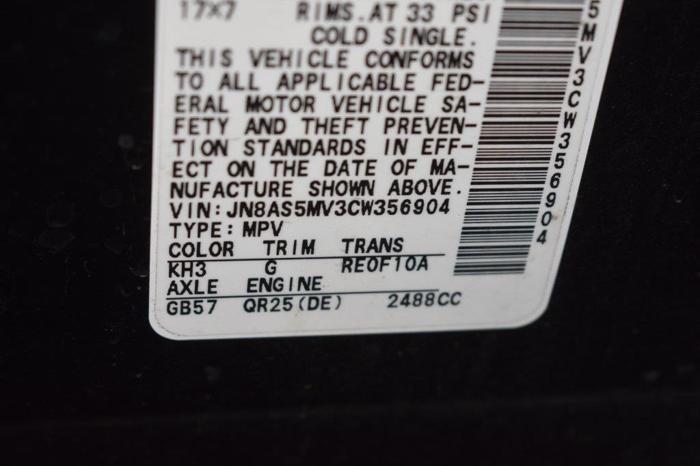 17×7 RIMS.AT 33 PSI
COLD SINGLE.
THIS VEHICLE CONFORMS
TO ALL APPLICABLE FED-
ERAL MOTOR VEHICLE SA-
FETY AND THEFT PREVEN-
TION STANDARDS IN EFF-
ECT ON THE DATE OF MA-
NUFACTURE SHOWN ABOVE.
VIN:JN8AS5MV3CW356904
TYPE:MPV
COLOR TRIM TRANS
KH3 G RE0F10A
AXLE ENGINE
GB57 QR25(DE) 2488CC
5MV3CW356904